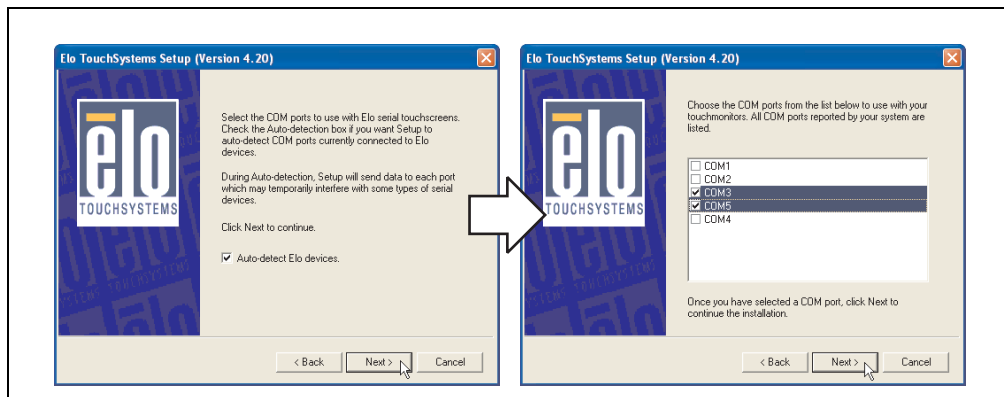 Elo TouchSystems Setup (Version 4.20)
elo
TOUCHSYSTEMS
Select the COM ports to use with Elo serial touchscreens.
Check the Auto-detection box if you want Setup to
auto-detect COM ports currently connected to Elo
devices.
During Auto-detection, Setup will send data to each port
which may temporarily interfere with some types of serial
devices.
Click Next to continue.
Auto-detect Elo devices.
< Back
Next >
Cancel
Elo TouchSystems Setup (Version 4.20)
elo
TOUCHSYSTEMS
Choose the COM ports from the list below to use with your
touchmonitors. All COM ports reported by your system are
listed.
COM1
COM2
COM3
COM5
COM4
Once you have selected a COM port, click Next to
continue the installation.
< Back
Next >
Cancel